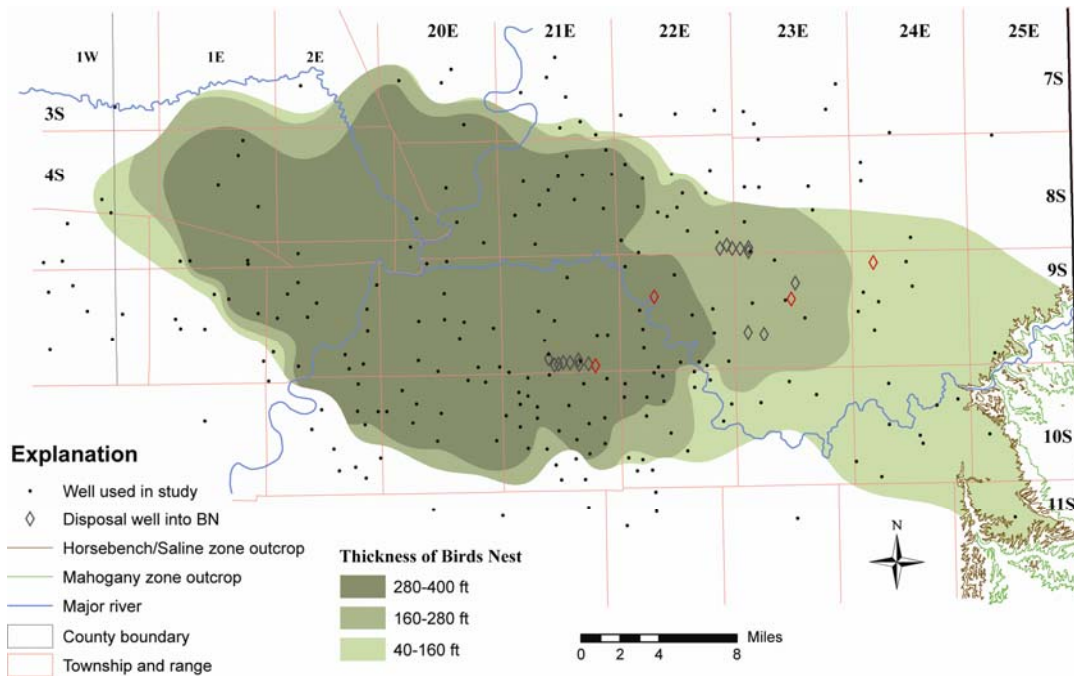 20E 21E 22E 23E 24E 25E
1W 1E 2E
7S
3S
4S
8S
9S
10S
11S
Explanation
Well used in study
Disposal well into BN
Horsebench/Saline zone outcrop
Mahogany zone outcrop
Major river
County boundary
Township and range
Thickness of Birds Nest
280-400 ft
160-280 ft
40-160 ft
N
Miles
0 2 4 8